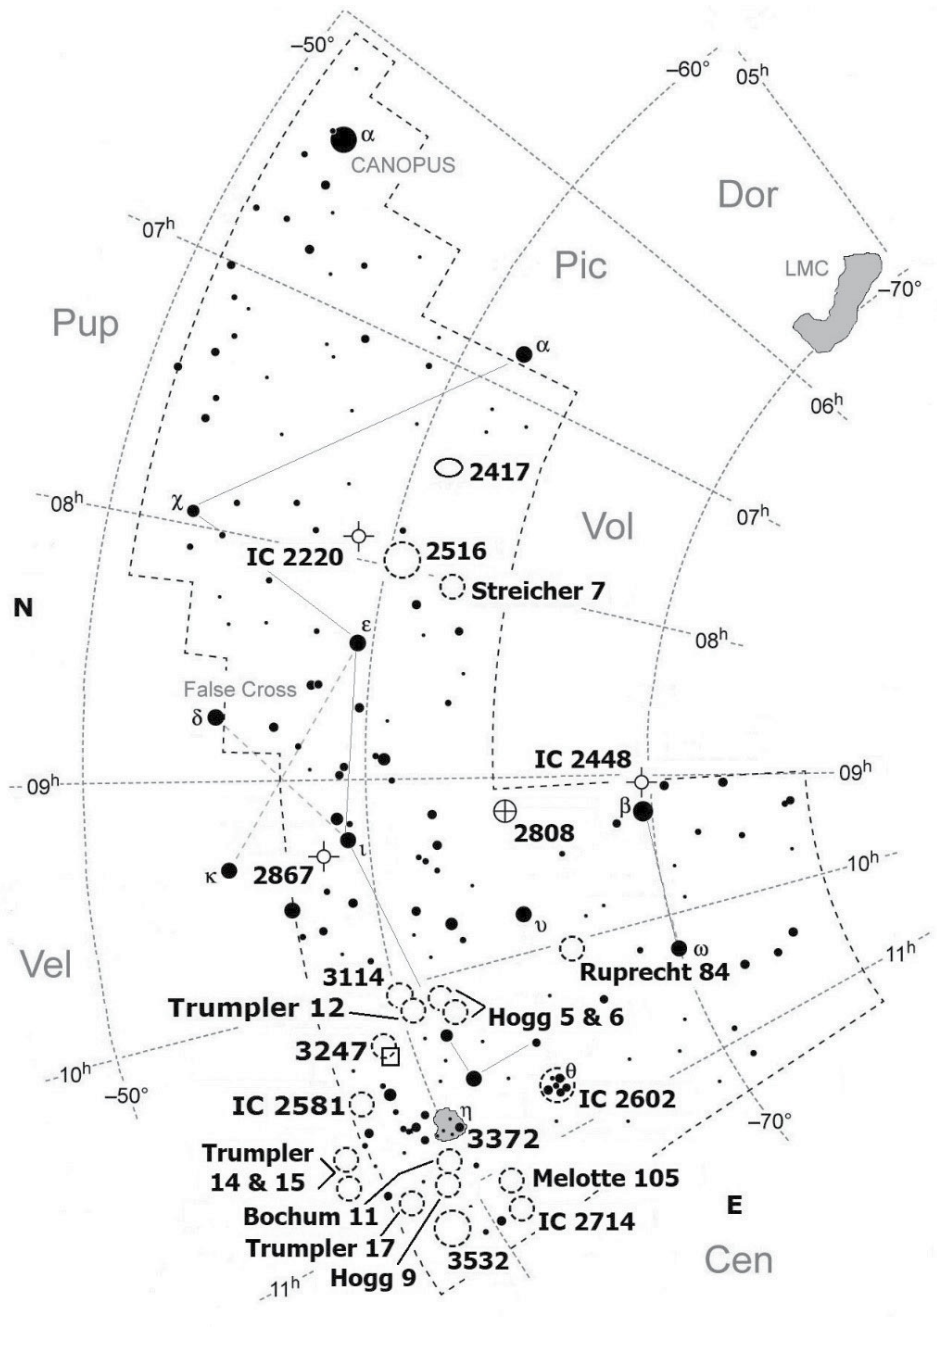 –50°
–60°
05h
α
CANOPUS
Dor
07h
Pic
LMC
–70°
Pup
α
06h
2417
χ
08h
07h
Vol
IC 2220
2516
Streicher 7
N
ε
08h
False Cross
δ
IC 2448
09h
09h
β
2808
ι
κ
2867
10h
υ
ω
11h
Vel
Ruprecht 84
3114
Trumpler 12
Hogg 5 & 6
3247
10h
θ
–50°
IC 2581
IC 2602
η
3372
–70°
Trumpler
14 & 15
Melotte 105
E
Bochum 11
IC 2714
Trumpler 17
3532
Cen
Hogg 9
11h